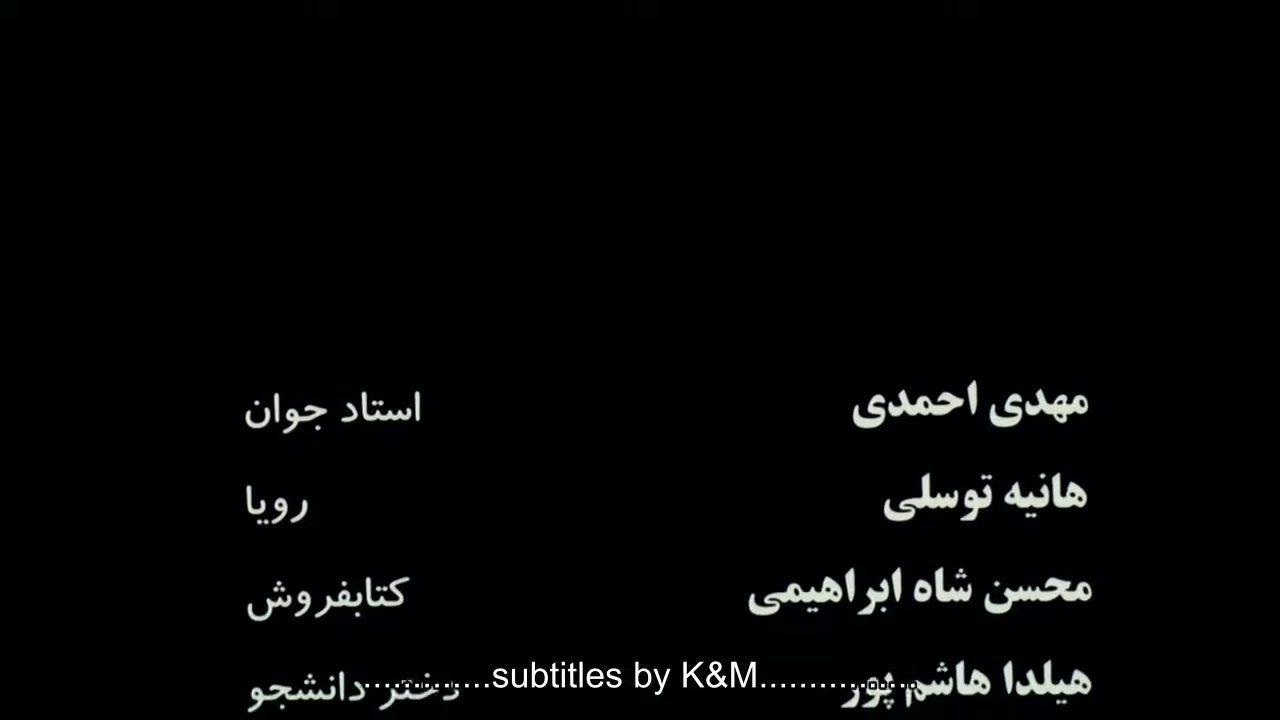 مهدی احمدی استاد جوان
هانیه توسلی رویا
محسن شاه ابراهیمی کتابفروش
هیلدا هاشم پور دختر دانشجو
..............subtitles by K&M.................